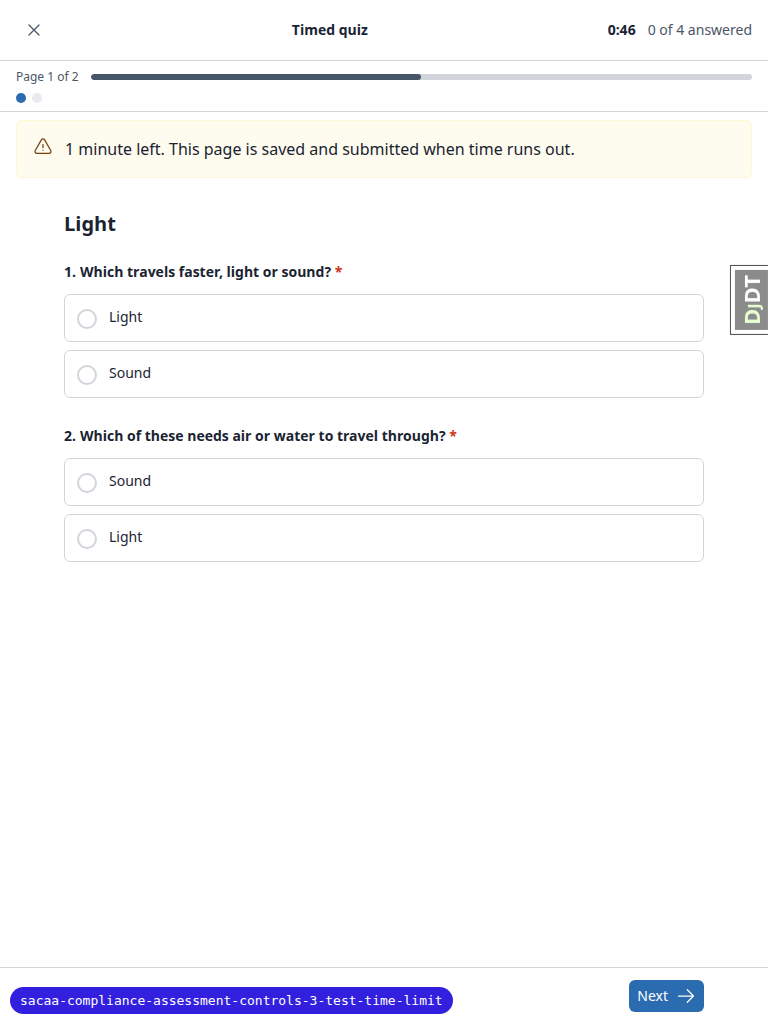 Timed quiz
0:46 0 of 4 answered
Page 1 of 2
1 minute left. This page is saved and submitted when time runs out.
Light
1. Which travels faster, light or sound? *
Light
Sound
2. Which of these needs air or water to travel through? *
Sound
Light
DjDT
sacaa-compliance-assessment-controls-3-test-time-limit
Next